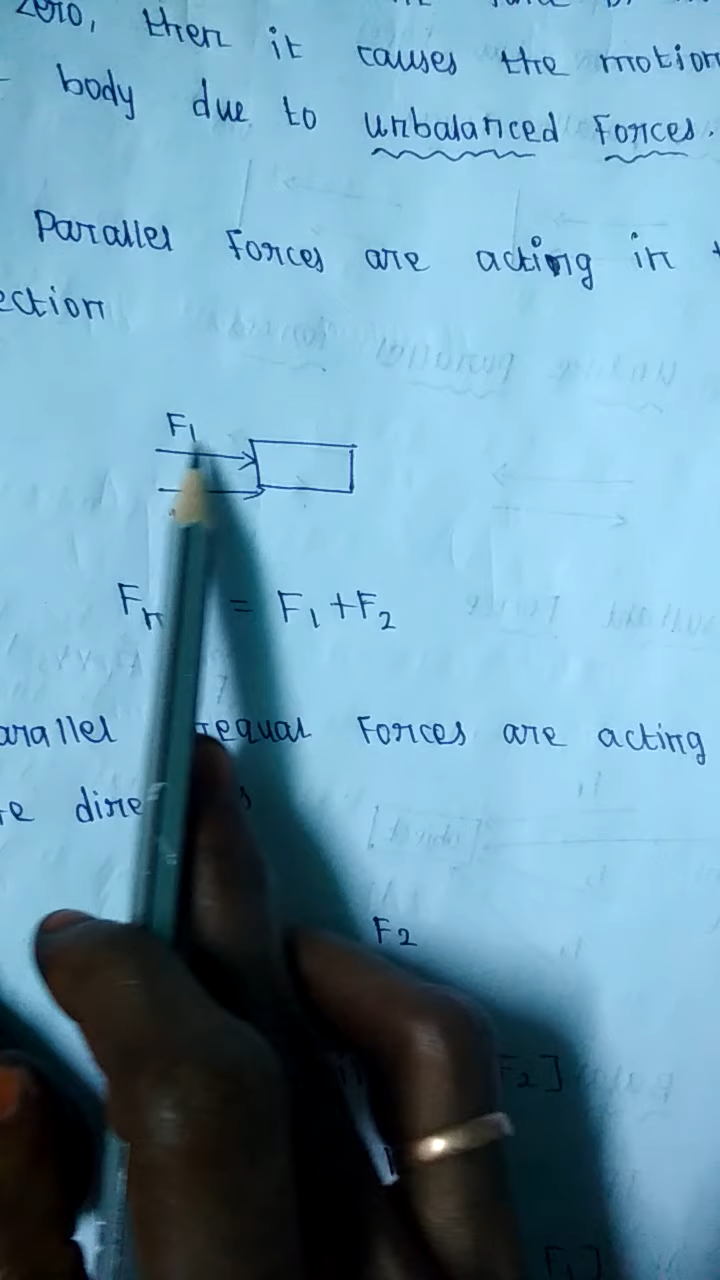 zero, then it causes the motion
body due to unbalanced Forces.
Parallel Forces are acting in
ection
F1
= F1 + F2
arallel equal Forces are acting
dire
F2
F2]
F1]